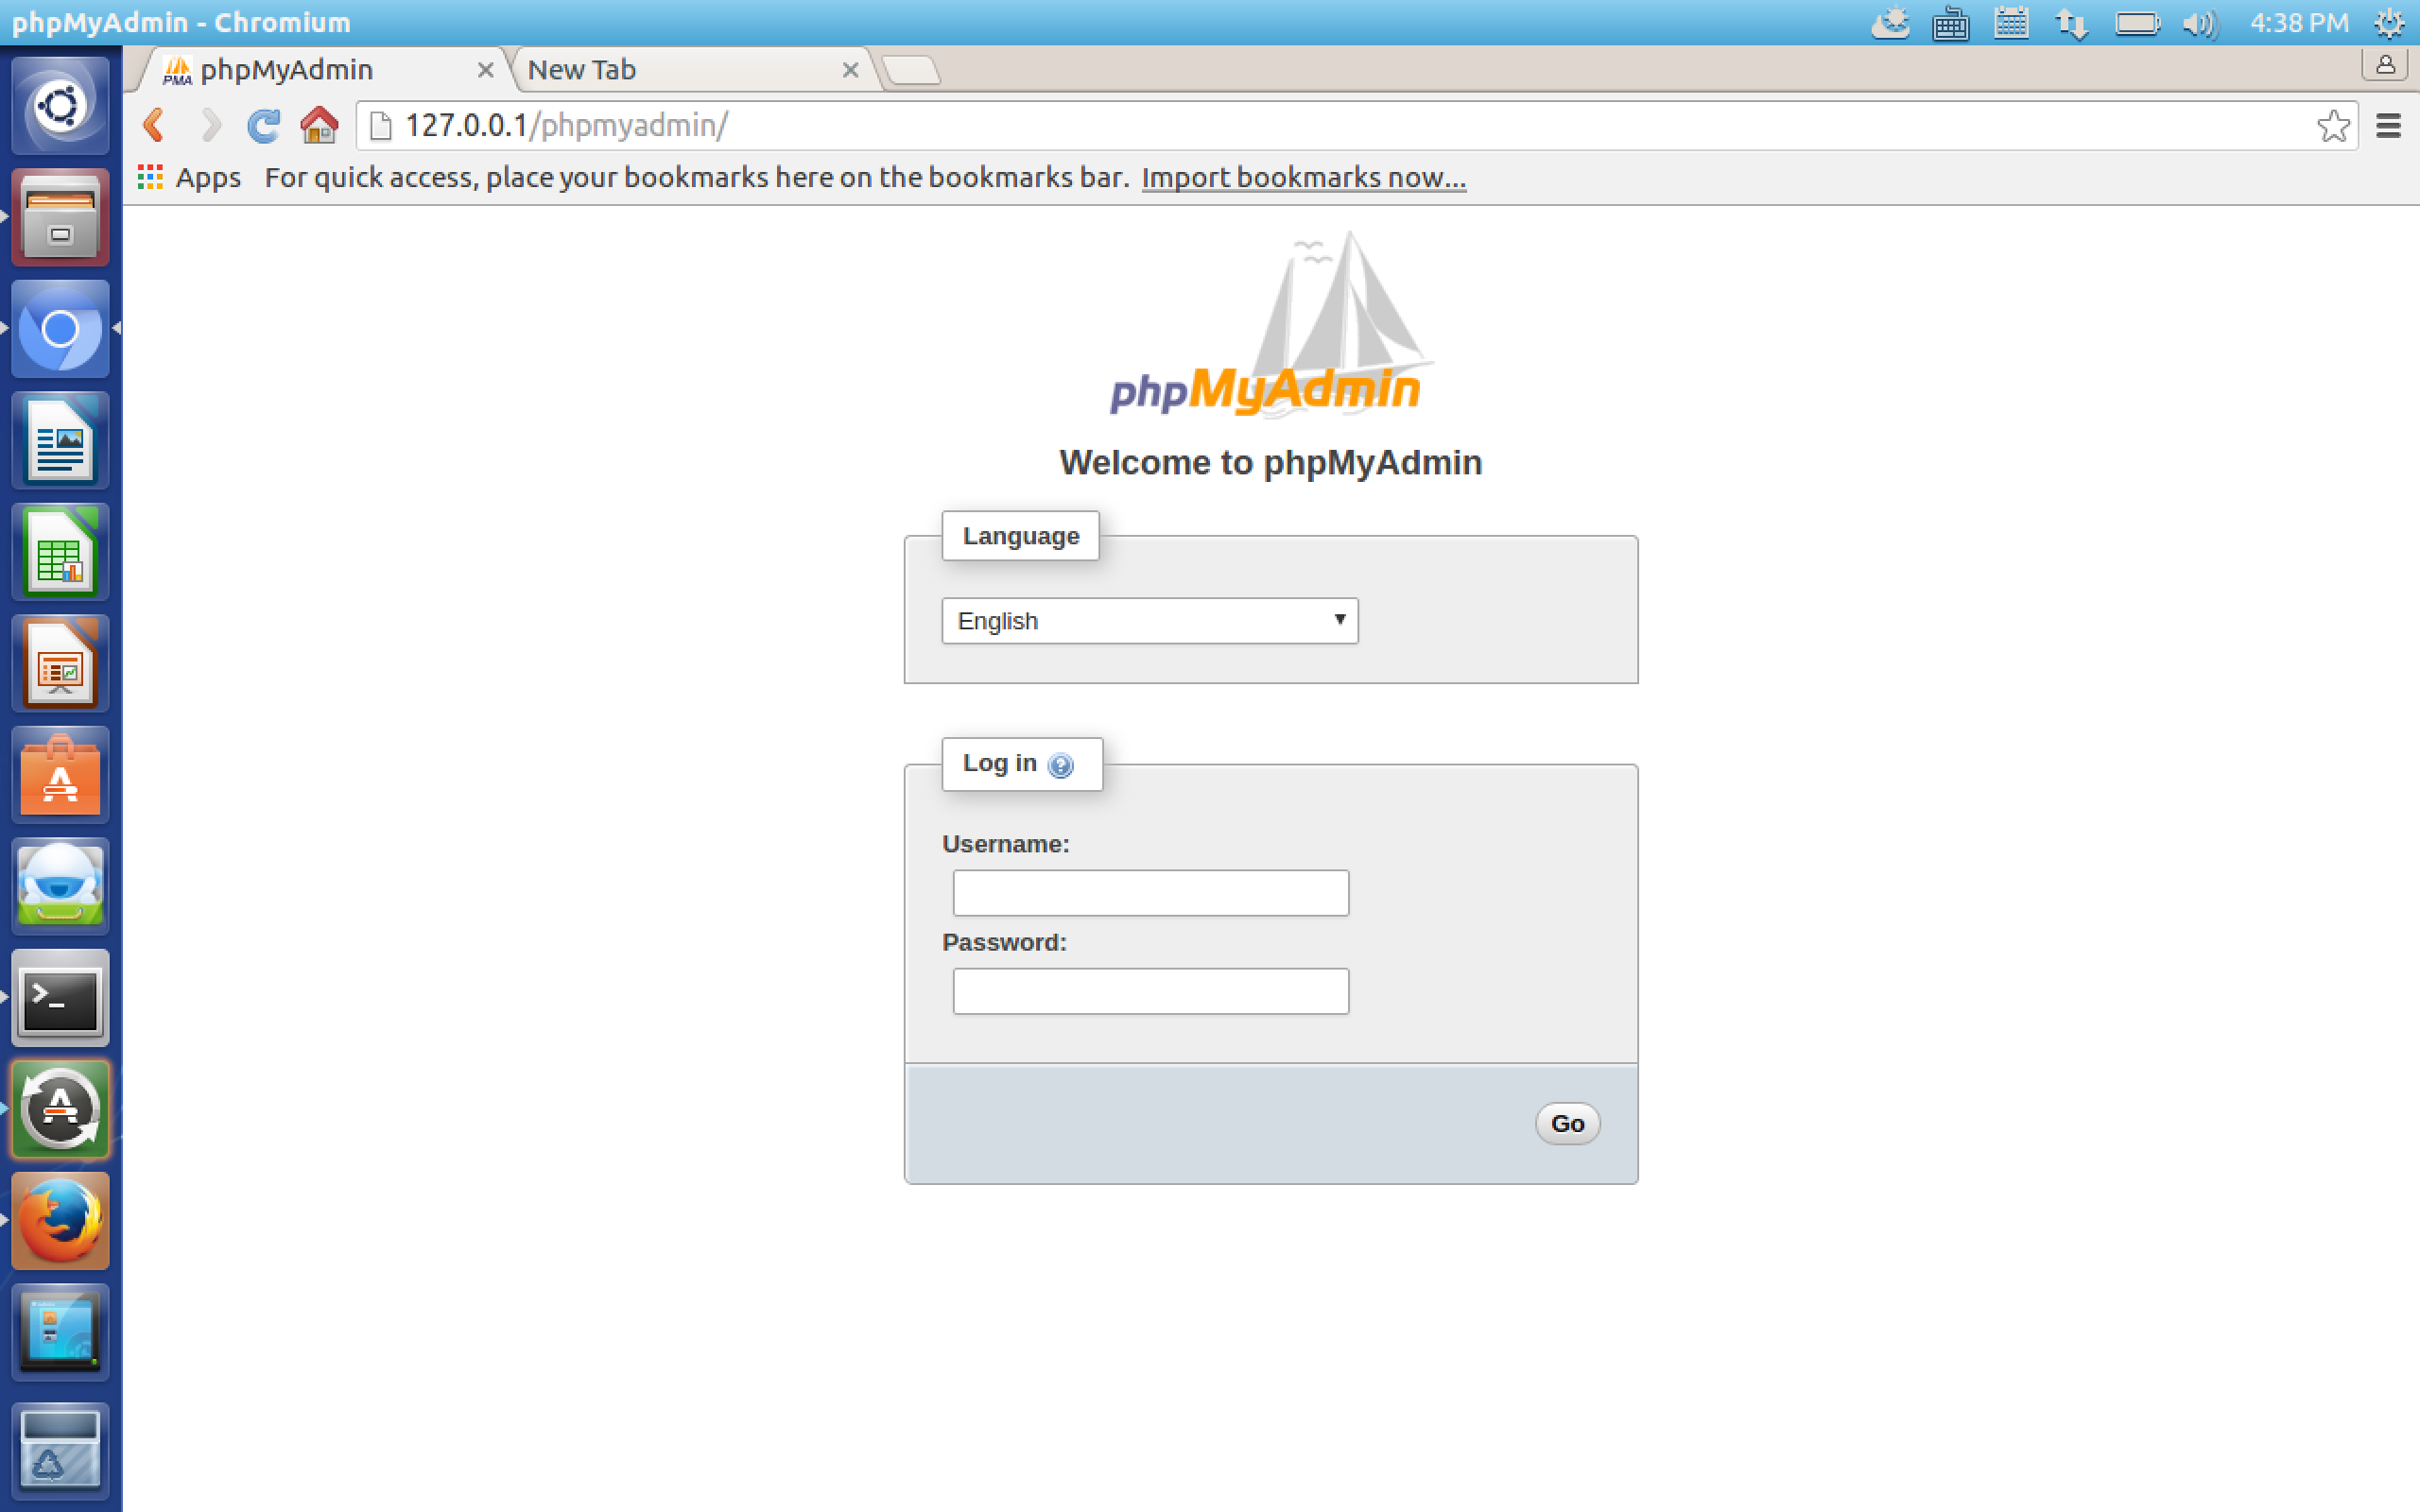 phpMyAdmin - Chromium
4:38 PM
PMA phpMyAdmin
New Tab
127.0.0.1/phpmyadmin/
Apps
For quick access, place your bookmarks here on the bookmarks bar. Import bookmarks now...
phpMyAdmin
Welcome to phpMyAdmin
Language
English
Log in
Username:
Password:
Go